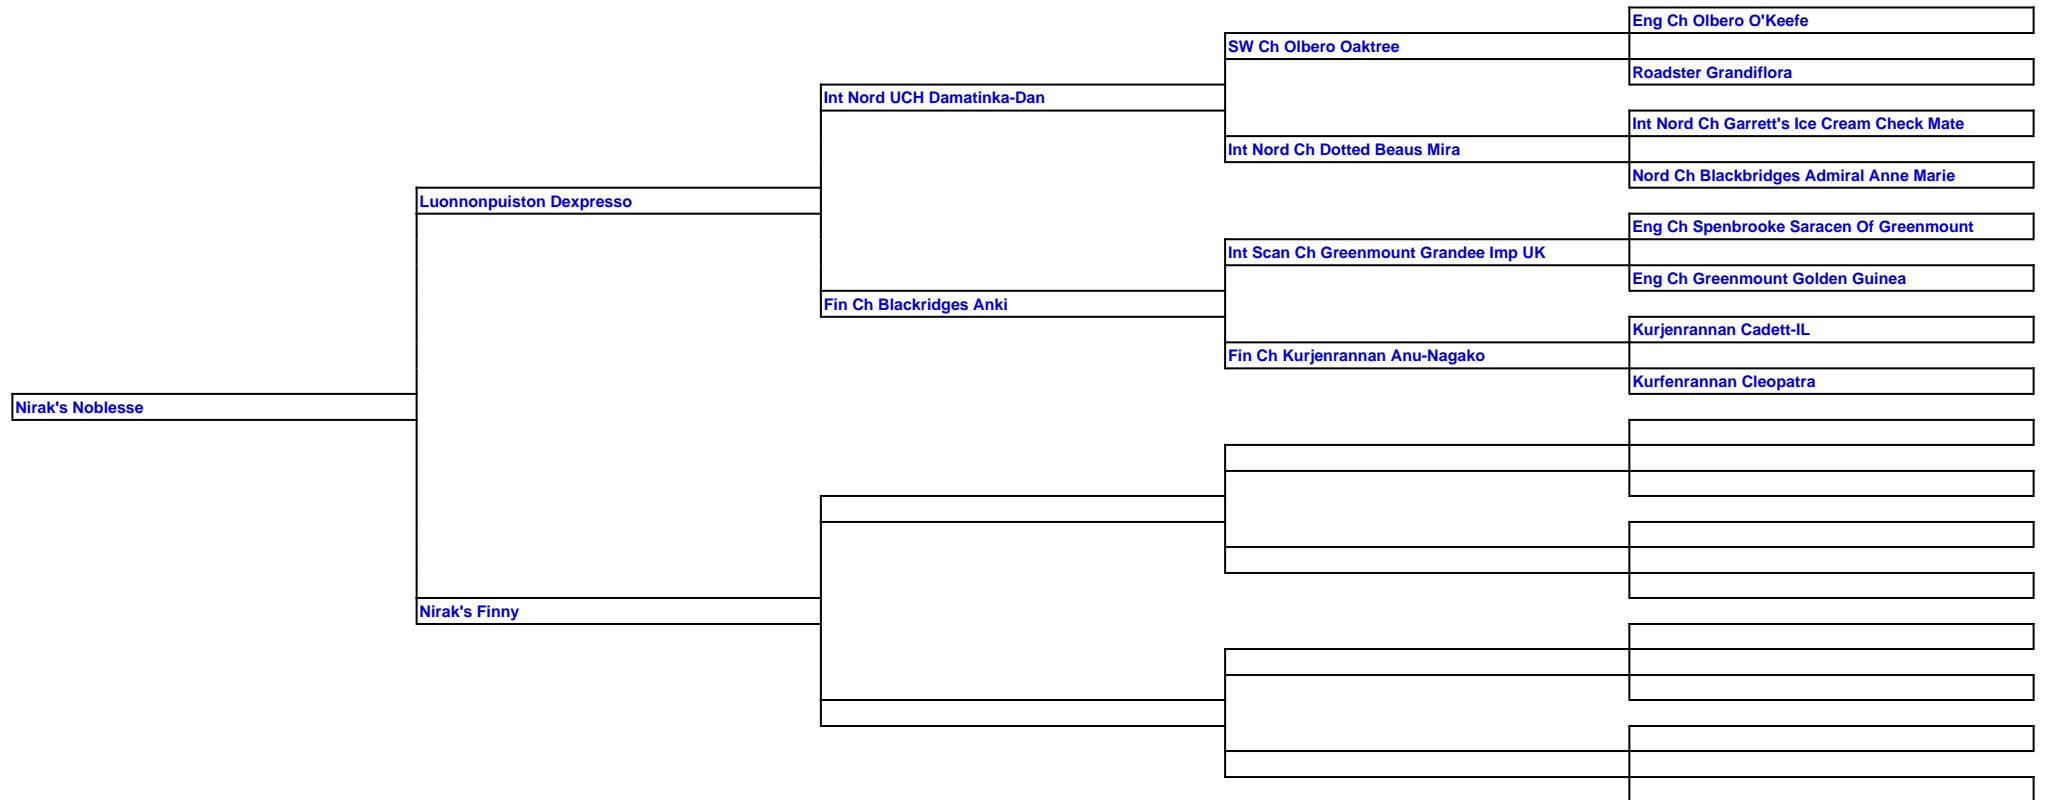 Eng Ch Olbero O'Keefe
SW Ch Olbero Oaktree
Roadster Grandiflora
Int Nord UCH Damatinka-Dan
Int Nord Ch Garrett's Ice Cream Check Mate
Int Nord Ch Dotted Beaus Mira
Nord Ch Blackbridges Admiral Anne Marie
Luonnonpuiston Dexpresso
Eng Ch Spenbrooke Saracen Of Greenmount
Int Scan Ch Greenmount Grandee Imp UK
Eng Ch Greenmount Golden Guinea
Fin Ch Blackridges Anki
Kurjenrannan Cadett-IL
Fin Ch Kurjenrannan Anu-Nagako
Kurfenrannan Cleopatra
Nirak's Noblesse
Nirak's Finny